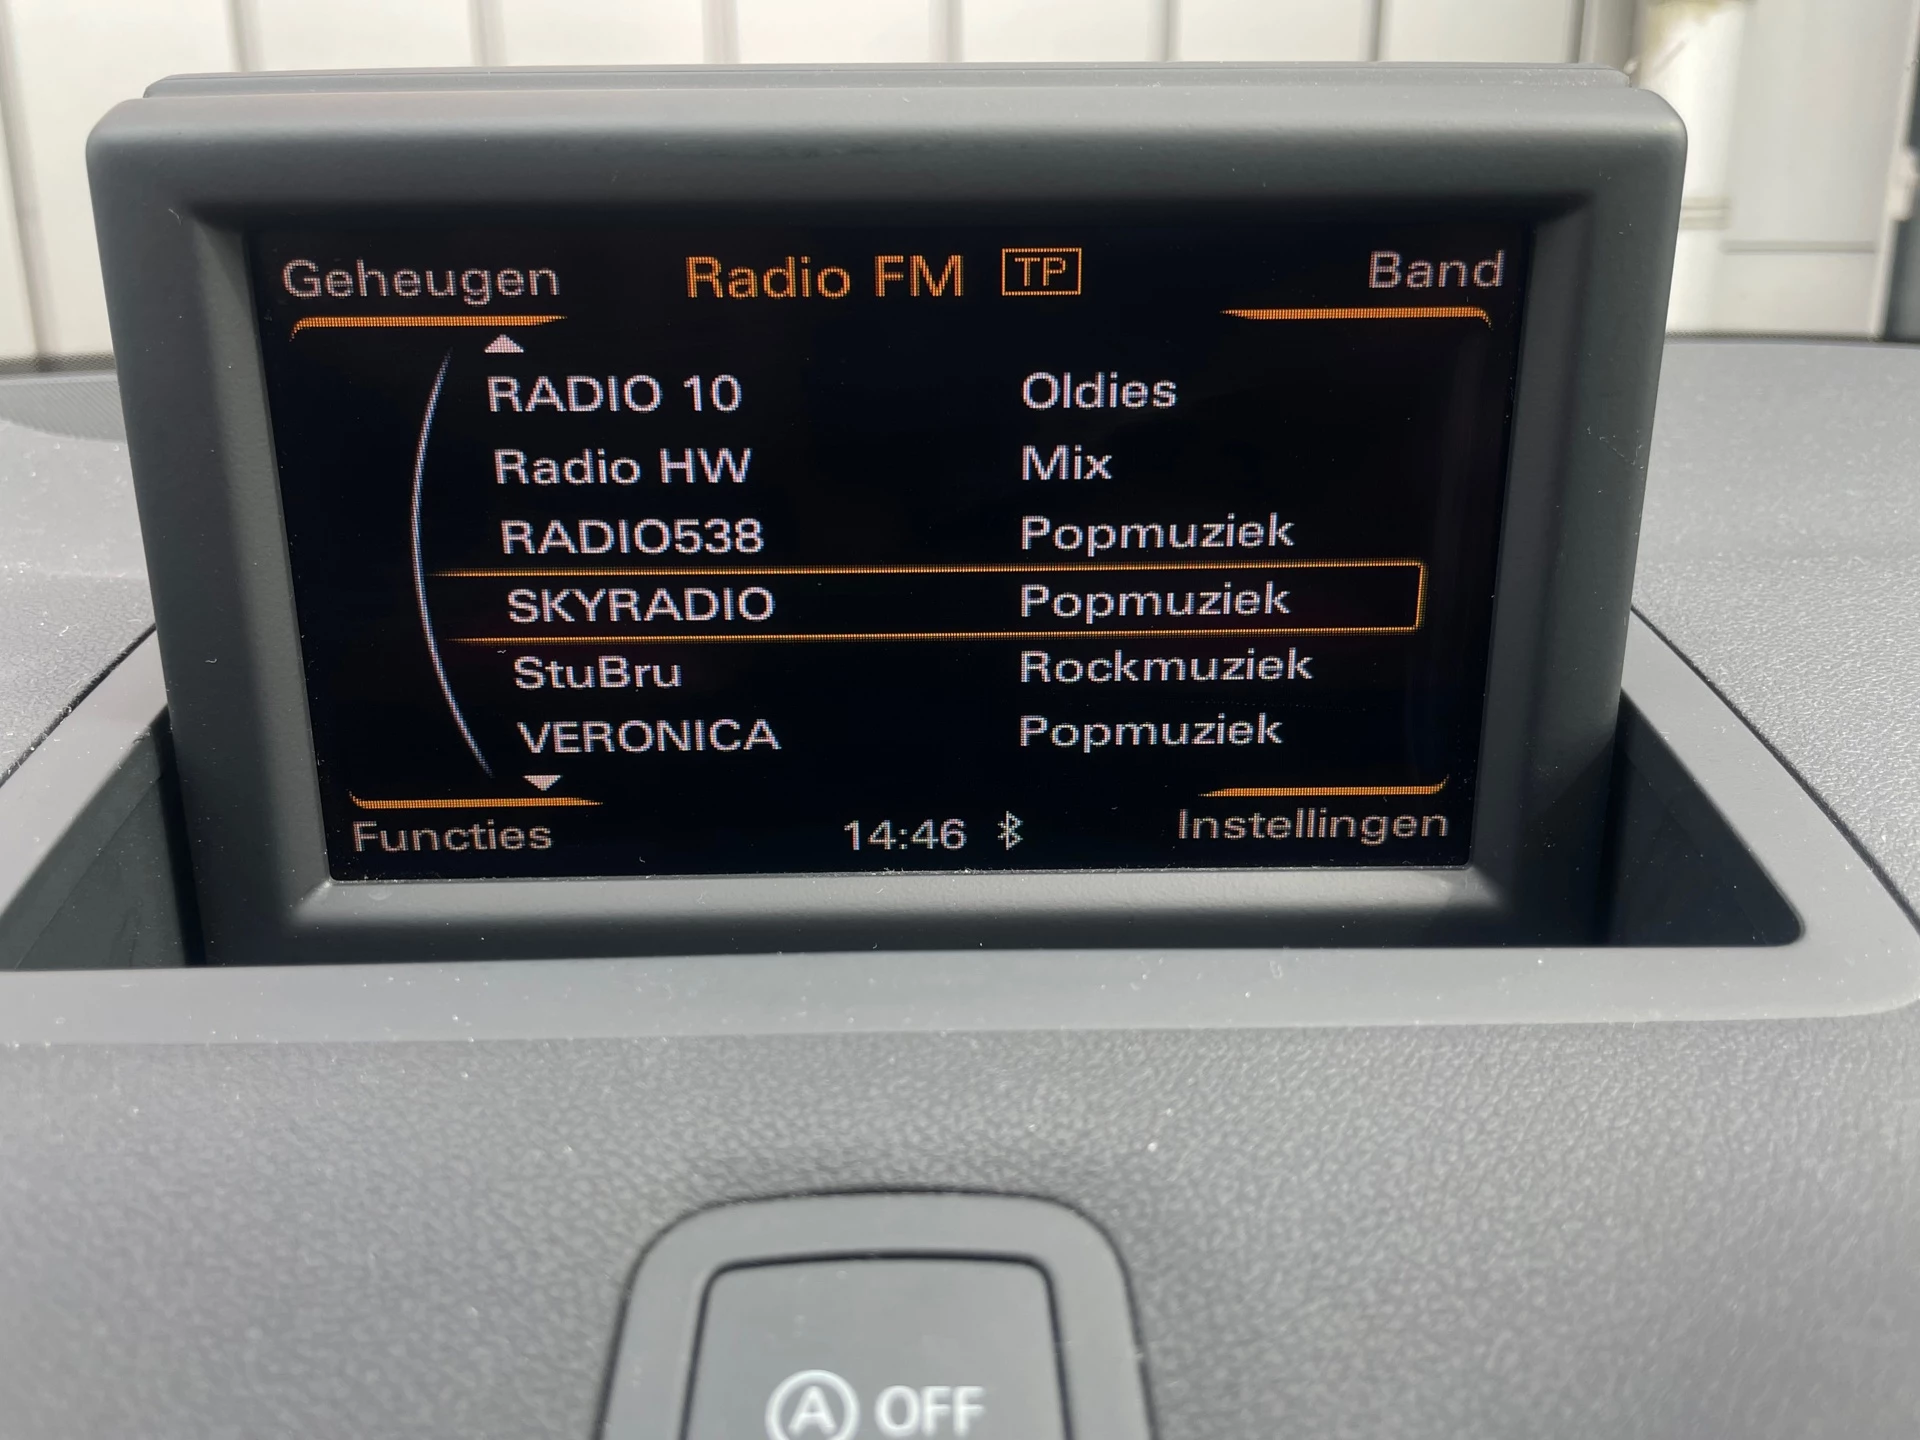 Geheugen Radio FM TP Band
RADIO 10 Oldies
Radio HW Mix
RADIO538 Popmuziek
SKYRADIO Popmuziek
StuBru Rockmuziek
VERONICA Popmuziek
Functies 14:46 Instellingen
A OFF